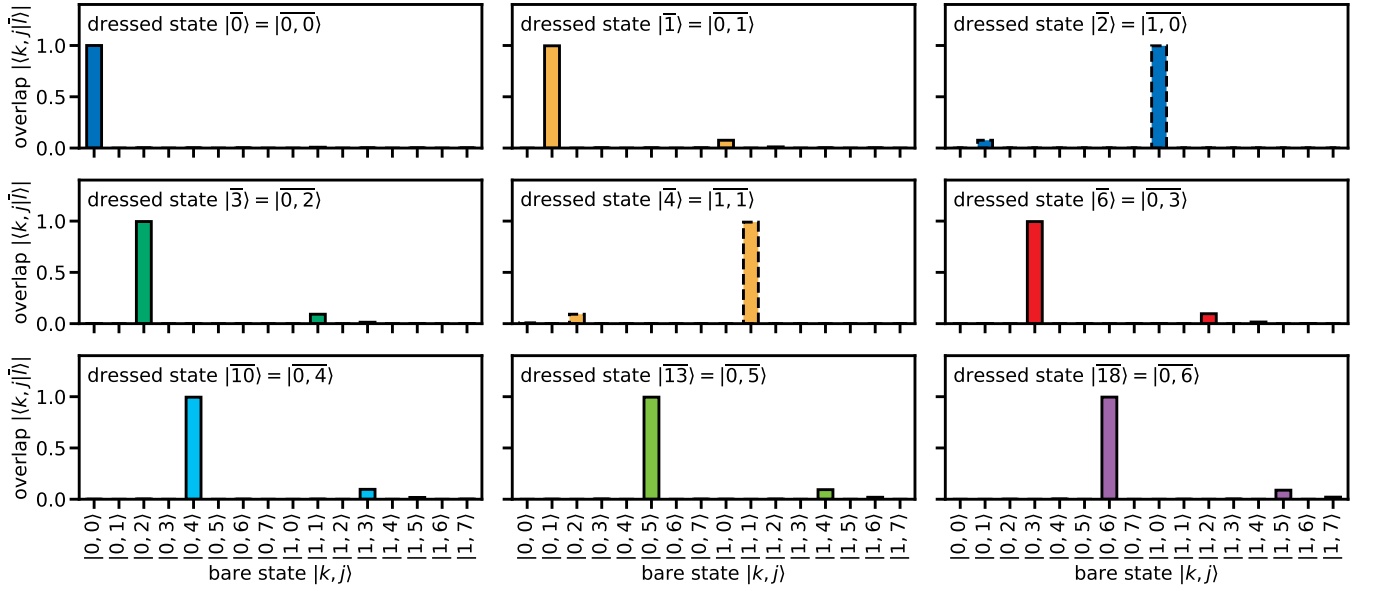 dressed state |0̅⟩ = |0̅,̅ ̅0̅⟩
dressed state |1̅⟩ = |0̅,̅ ̅1̅⟩
dressed state |2̅⟩ = |1̅,̅ ̅0̅⟩
overlap |⟨k, j|l̅⟩|
1.0
0.5
0.0
dressed state |3̅⟩ = |0̅,̅ ̅2̅⟩
dressed state |4̅⟩ = |1̅,̅ ̅1̅⟩
dressed state |6̅⟩ = |0̅,̅ ̅3̅⟩
overlap |⟨k, j|l̅⟩|
1.0
0.5
0.0
dressed state |1̅0̅⟩ = |0̅,̅ ̅4̅⟩
dressed state |1̅3̅⟩ = |0̅,̅ ̅5̅⟩
dressed state |1̅8̅⟩ = |0̅,̅ ̅6̅⟩
overlap |⟨k, j|l̅⟩|
1.0
0.5
0.0
|0, 0⟩ |0, 1⟩ |0, 2⟩ |0, 3⟩ |0, 4⟩ |0, 5⟩ |0, 6⟩ |0, 7⟩ |1, 0⟩ |1, 1⟩ |1, 2⟩ |1, 3⟩ |1, 4⟩ |1, 5⟩ |1, 6⟩ |1, 7⟩
|0, 0⟩ |0, 1⟩ |0, 2⟩ |0, 3⟩ |0, 4⟩ |0, 5⟩ |0, 6⟩ |0, 7⟩ |1, 0⟩ |1, 1⟩ |1, 2⟩ |1, 3⟩ |1, 4⟩ |1, 5⟩ |1, 6⟩ |1, 7⟩
|0, 0⟩ |0, 1⟩ |0, 2⟩ |0, 3⟩ |0, 4⟩ |0, 5⟩ |0, 6⟩ |0, 7⟩ |1, 0⟩ |1, 1⟩ |1, 2⟩ |1, 3⟩ |1, 4⟩ |1, 5⟩ |1, 6⟩ |1, 7⟩
bare state |k, j⟩
bare state |k, j⟩
bare state |k, j⟩